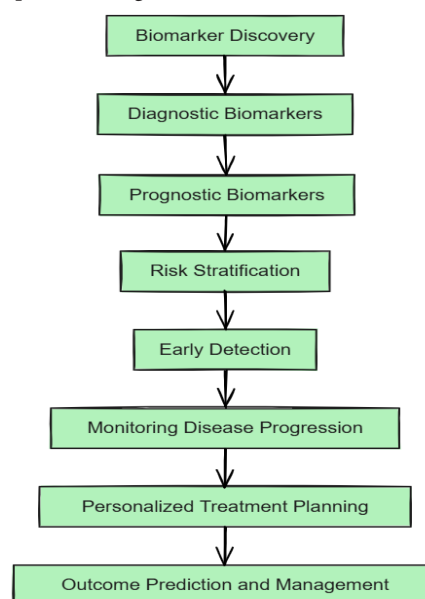 Biomarker Discovery
Diagnostic Biomarkers
Prognostic Biomarkers
Risk Stratification
Early Detection
Monitoring Disease Progression
Personalized Treatment Planning
Outcome Prediction and Management